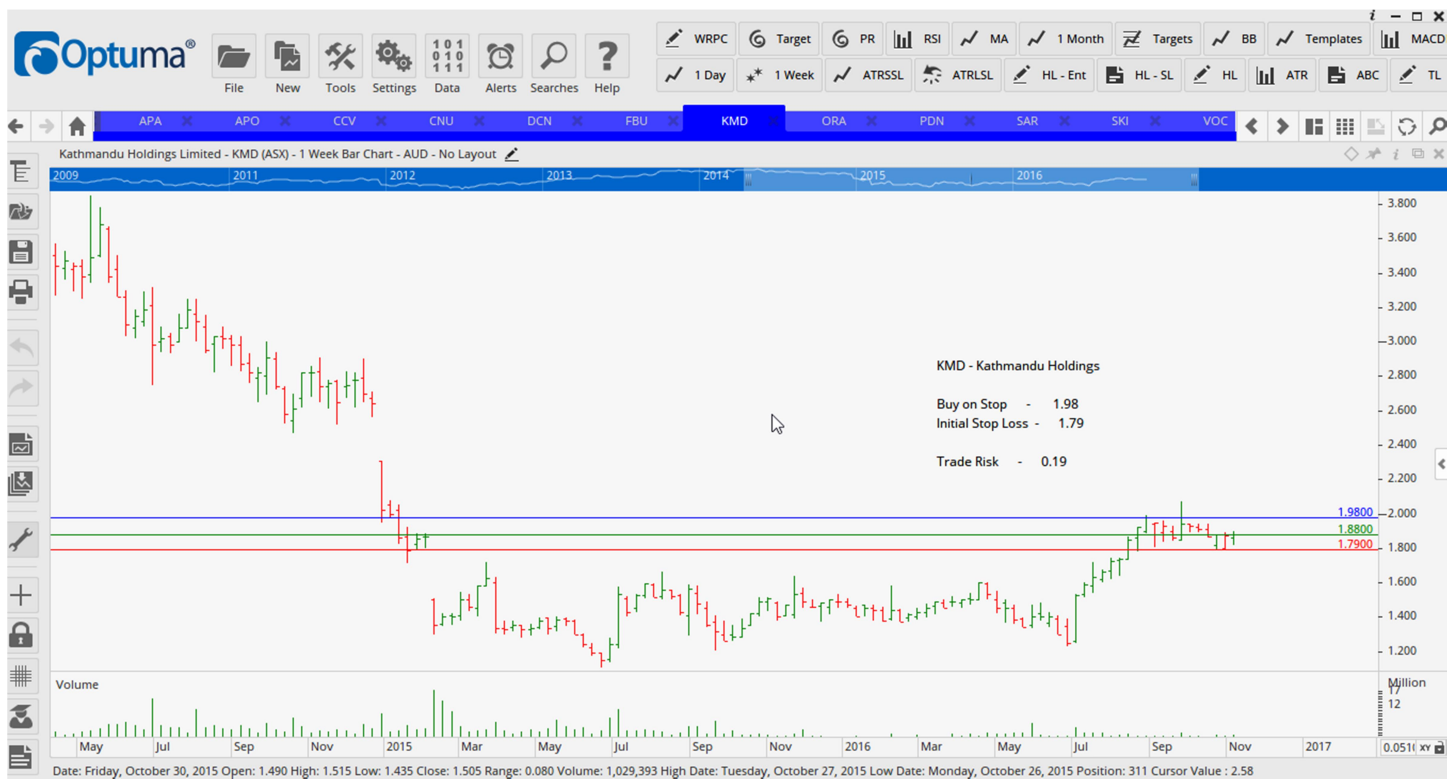 Optuma®
File
New
Tools
Settings
Data
Alerts
Searches
Help
WRPC
Target
PR
RSI
MA
1 Month
Targets
BB
Templates
MACD
1 Day
1 Week
ATRSSL
ATRLSL
HL - Ent
HL - SL
HL
ATR
ABC
TL
APA
APO
CCV
CNU
DCN
FBU
KMD
ORA
PDN
SAR
SKI
VOC
Kathmandu Holdings Limited - KMD (ASX) - 1 Week Bar Chart - AUD - No Layout
2009
2011
2012
2013
2014
2015
2016
3.800
3.600
3.400
3.200
3.000
2.800
2.600
2.400
2.200
2.000
1.800
1.600
1.400
1.200
KMD - Kathmandu Holdings
Buy on Stop - 1.98
Initial Stop Loss - 1.79
Trade Risk - 0.19
1.9800
1.8800
1.7900
Volume
Million
17
12
May
Jul
Sep
Nov
2015
Mar
May
Jul
Sep
Nov
2016
Mar
May
Jul
Sep
Nov
2017
XY
Date: Friday, October 30, 2015 Open: 1.490 High: 1.515 Low: 1.435 Close: 1.505 Range: 0.080 Volume: 1,029,393 High Date: Tuesday, October 27, 2015 Low Date: Monday, October 26, 2015 Position: 311 Cursor Value : 2.58